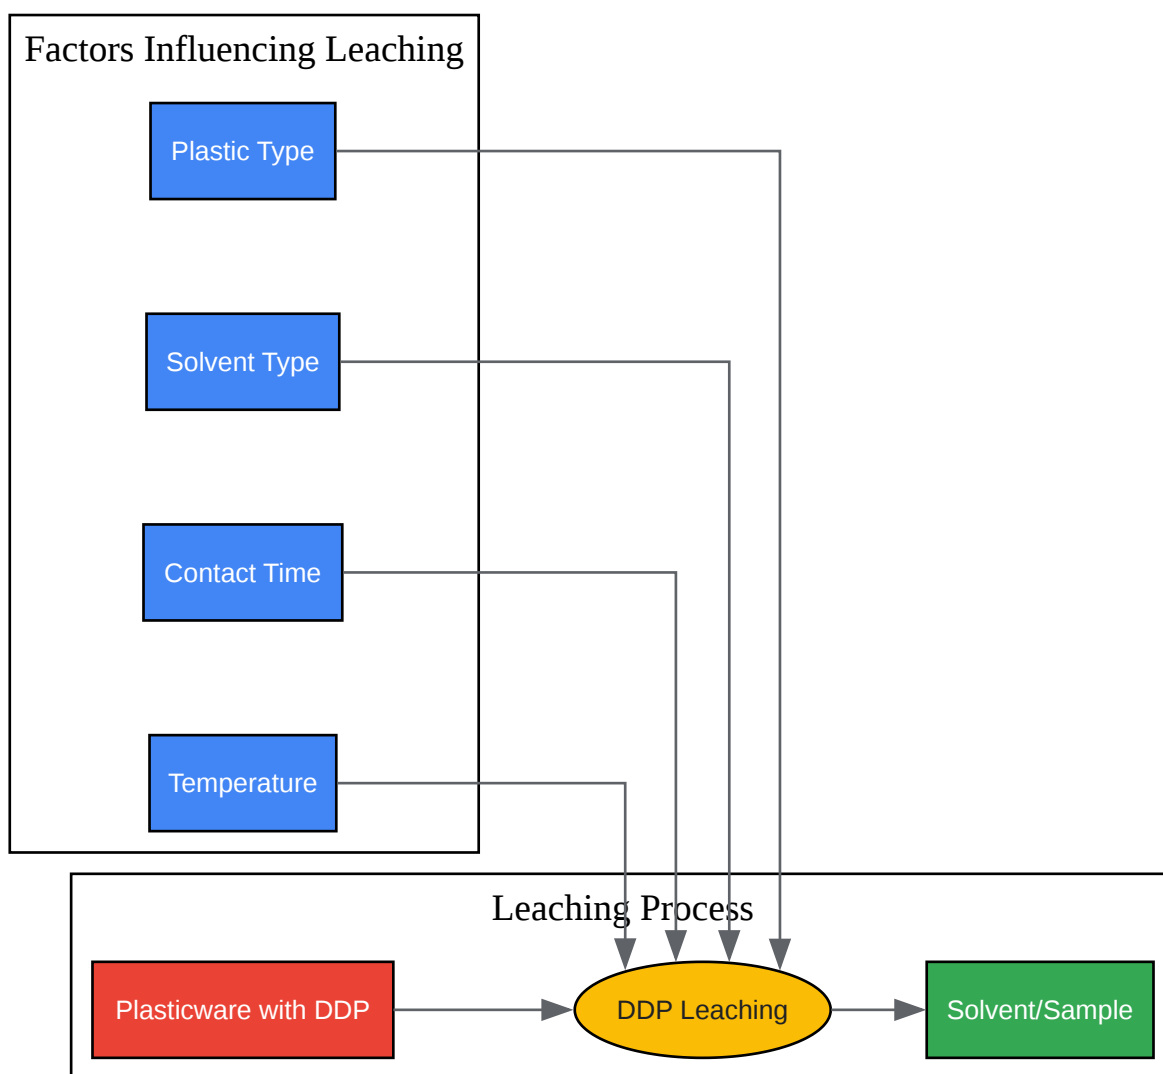 Factors Influencing Leaching
Plastic Type
Solvent Type
Contact Time
Temperature
Leaching Process
Plasticware with DDP
DDP Leaching
Solvent/Sample